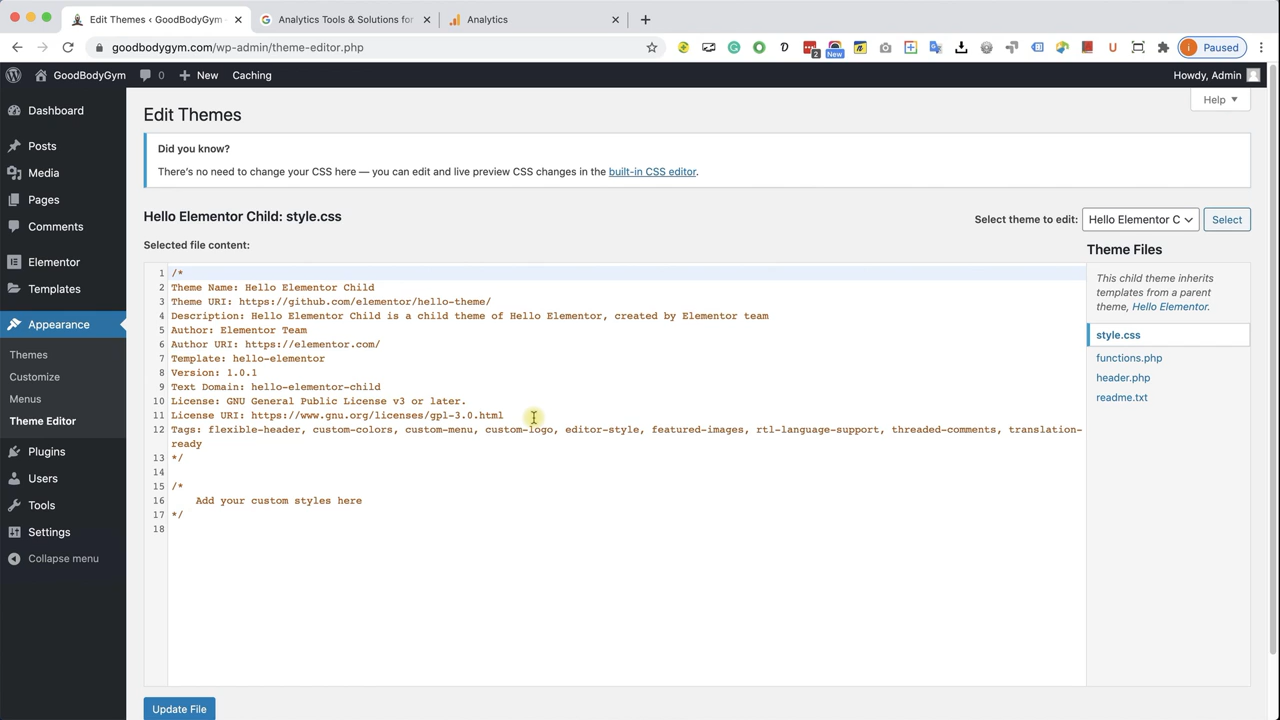 Edit Themes ‹ GoodBodyGym -
Analytics Tools & Solutions for
Analytics
goodbodygym.com/wp-admin/theme-editor.php
2
New
Paused
GoodBodyGym
0
New
Caching
Howdy, Admin
Dashboard
Posts
Media
Pages
Comments
Elementor
Templates
Appearance
Themes
Customize
Menus
Theme Editor
Plugins
Users
Tools
Settings
Collapse menu
Help
Edit Themes
Did you know?
There's no need to change your CSS here — you can edit and live preview CSS changes in the built-in CSS editor.
Hello Elementor Child: style.css
Select theme to edit: Hello Elementor C Select
Selected file content:
1 /*
2 Theme Name: Hello Elementor Child
3 Theme URI: https://github.com/elementor/hello-theme/
4 Description: Hello Elementor Child is a child theme of Hello Elementor, created by Elementor team
5 Author: Elementor Team
6 Author URI: https://elementor.com/
7 Template: hello-elementor
8 Version: 1.0.1
9 Text Domain: hello-elementor-child
10 License: GNU General Public License v3 or later.
11 License URI: https://www.gnu.org/licenses/gpl-3.0.html
12 Tags: flexible-header, custom-colors, custom-menu, custom-logo, editor-style, featured-images, rtl-language-support, threaded-comments, translation-
ready
13 */
14
15 /*
16 Add your custom styles here
17 */
18
Theme Files
This child theme inherits
templates from a parent
theme, Hello Elementor.
style.css
functions.php
header.php
readme.txt
Update File